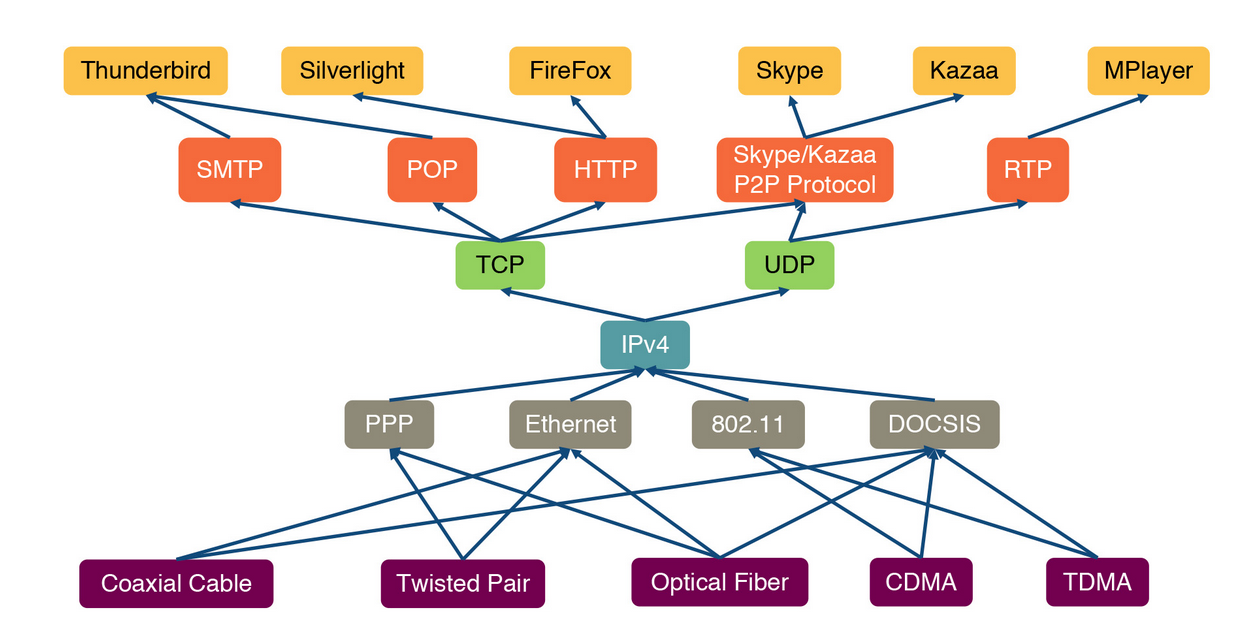 Thunderbird
Silverlight
FireFox
Skype
Kazaa
MPlayer
SMTP
POP
HTTP
Skype/Kazaa
P2P Protocol
RTP
TCP
UDP
IPv4
PPP
Ethernet
802.11
DOCSIS
Coaxial Cable
Twisted Pair
Optical Fiber
CDMA
TDMA